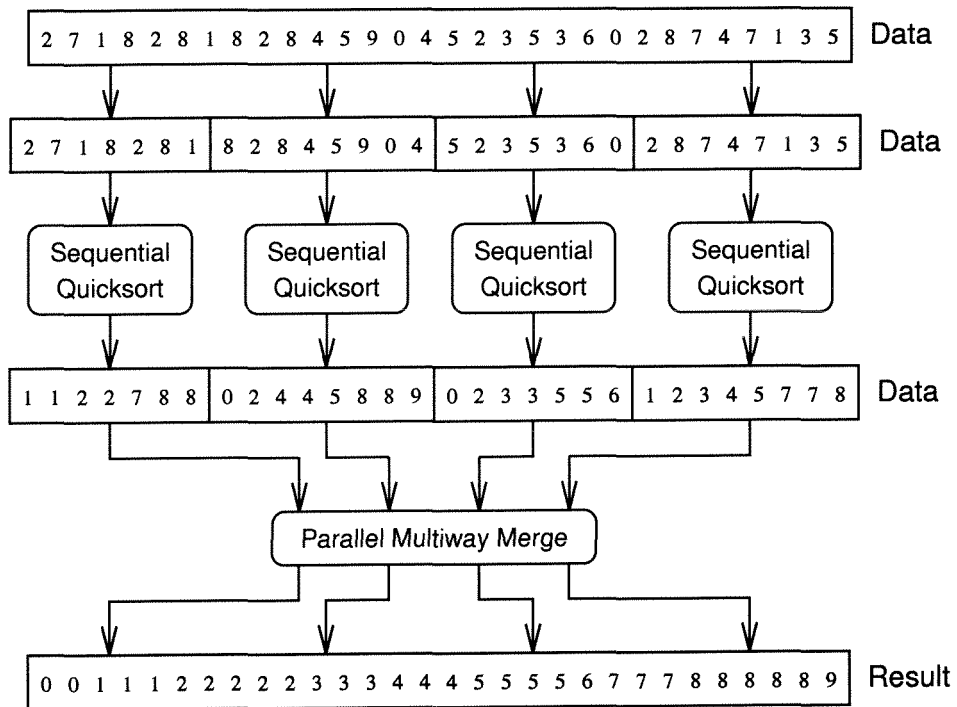 2 7 1 8 2 8 1 8 2 8 4 5 9 0 4 5 2 3 5 3 6 0 2 8 7 4 7 1 3 5 Data
2 7 1 8 2 8 1 8 2 8 4 5 9 0 4 5 2 3 5 3 6 0 2 8 7 4 7 1 3 5 Data
Sequential Sequential Sequential Sequential
Quicksort Quicksort Quicksort Quicksort
1 1 2 2 7 8 8 0 2 4 4 5 8 8 9 0 2 3 3 5 5 6 1 2 3 4 5 7 7 8 Data
Parallel Multiway Merge
0 0 1 1 1 2 2 2 2 2 3 3 3 4 4 4 5 5 5 5 6 7 7 7 8 8 8 8 8 9 Result